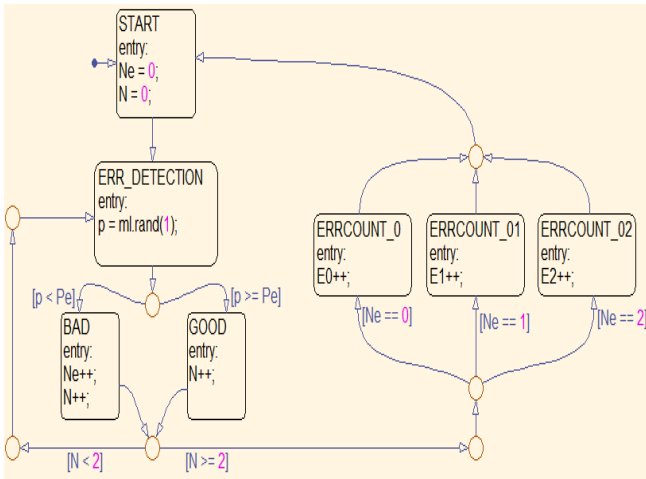 START
entry:
Ne = 0;
N = 0;
ERR_DETECTION
entry:
p = ml.rand(1);
[p < Pe]
[p >= Pe]
BAD
entry:
Ne++;
N++;
GOOD
entry:
N++;
[N < 2]
[N >= 2]
ERRCOUNT_0
entry:
E0++;
ERRCOUNT_01
entry:
E1++;
ERRCOUNT_02
entry:
E2++;
[Ne == 0]
[Ne == 1]
[Ne == 2]